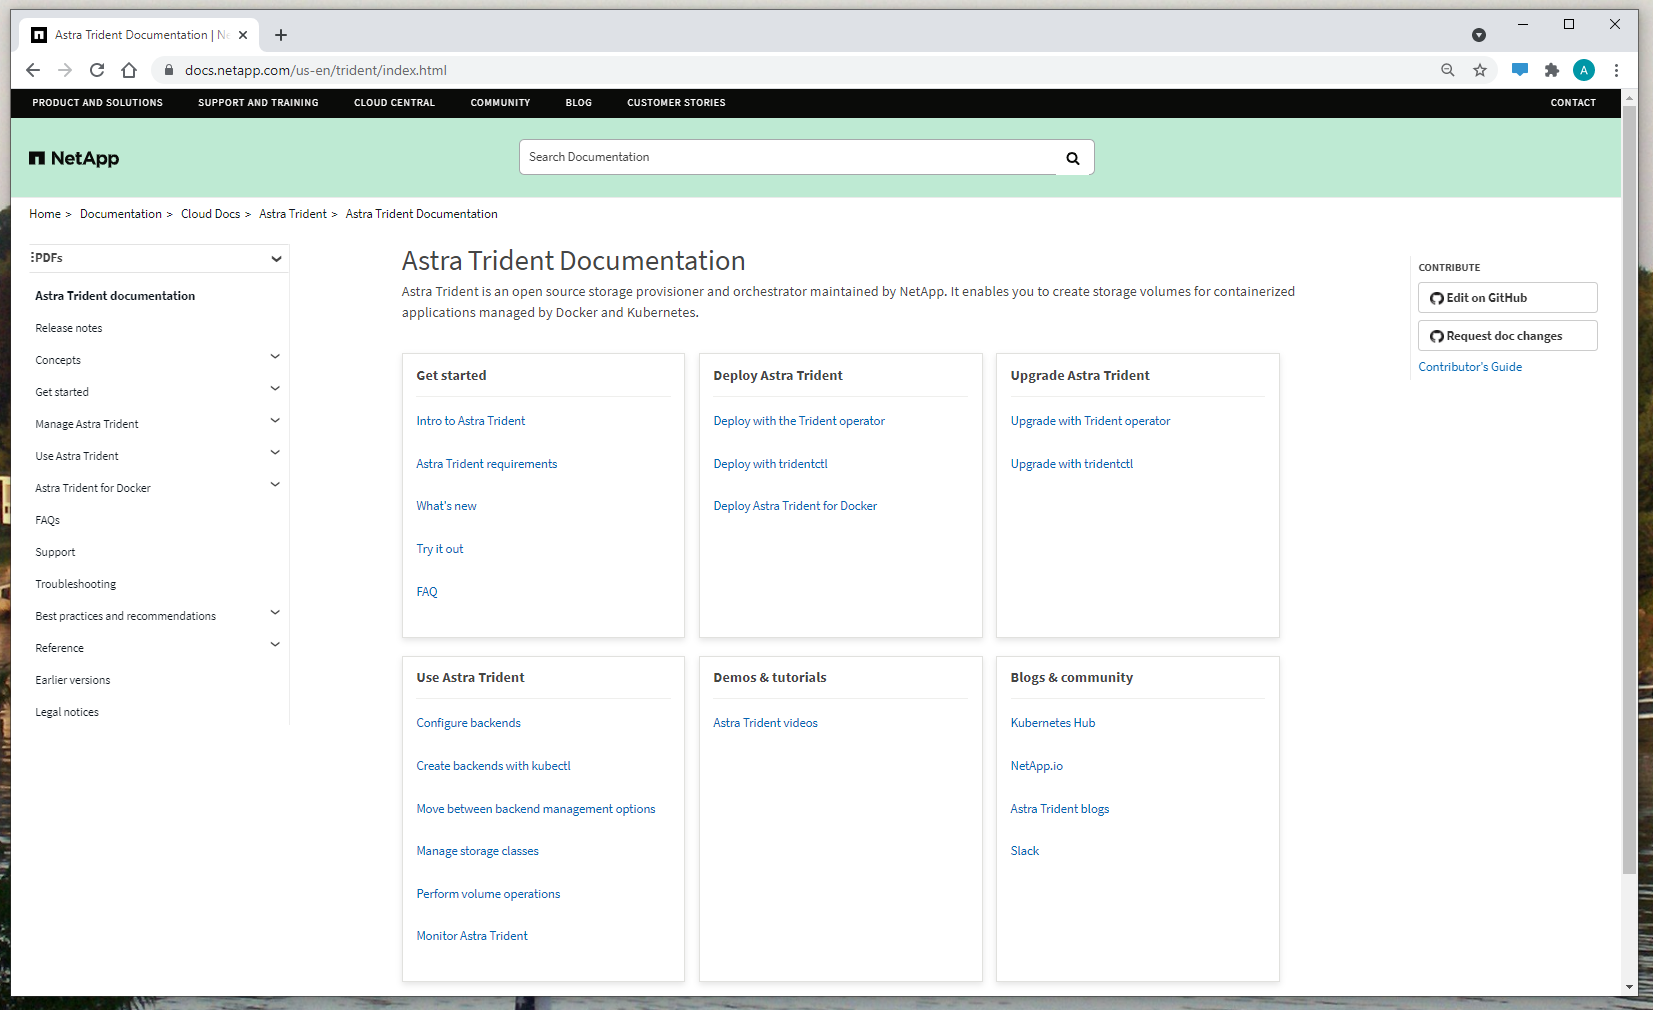 Astra Trident Documentation | Ne
docs.netapp.com/us-en/trident/index.html
A
PRODUCT AND SOLUTIONS SUPPORT AND TRAINING CLOUD CENTRAL COMMUNITY BLOG CUSTOMER STORIES CONTACT
NetApp
Search Documentation
Home > Documentation > Cloud Docs > Astra Trident > Astra Trident Documentation
PDFs
Astra Trident documentation
Release notes
Concepts
Get started
Manage Astra Trident
Use Astra Trident
Astra Trident for Docker
FAQs
Support
Troubleshooting
Best practices and recommendations
Reference
Earlier versions
Legal notices
Astra Trident Documentation
Astra Trident is an open source storage provisioner and orchestrator maintained by NetApp. It enables you to create storage volumes for containerized
applications managed by Docker and Kubernetes.
Get started
Intro to Astra Trident
Astra Trident requirements
What's new
Try it out
FAQ
Deploy Astra Trident
Deploy with the Trident operator
Deploy with tridentctl
Deploy Astra Trident for Docker
Upgrade Astra Trident
Upgrade with Trident operator
Upgrade with tridentctl
Use Astra Trident
Configure backends
Create backends with kubectl
Move between backend management options
Manage storage classes
Perform volume operations
Monitor Astra Trident
Demos & tutorials
Astra Trident videos
Blogs & community
Kubernetes Hub
NetApp.io
Astra Trident blogs
Slack
CONTRIBUTE
Edit on GitHub
Request doc changes
Contributor's Guide